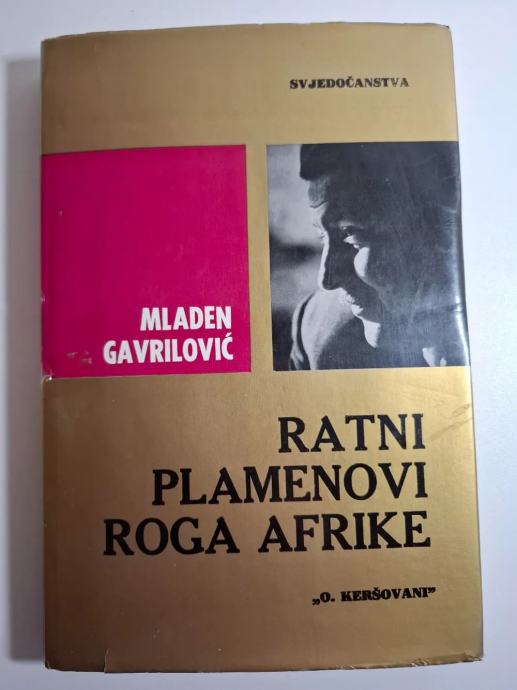 SVJEDOČANSTVA
MLADEN
GAVRILOVIĆ
RATNI
PLAMENOVI
ROGA AFRIKE
„O. KERŠOVANI”